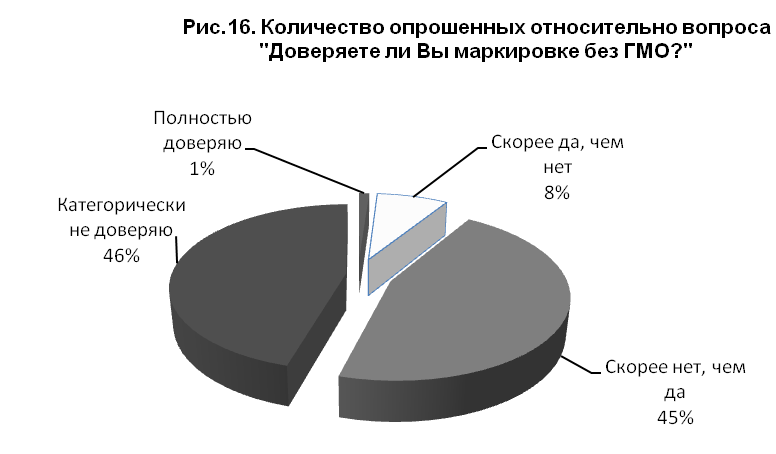 Рис.16. Количество опрошенных относительно вопроса
"Доверяете ли Вы маркировке без ГМО?"
Полностью
доверяю
1%
Скорее да, чем
нет
8%
Категорически
не доверяю
46%
Скорее нет, чем
да
45%